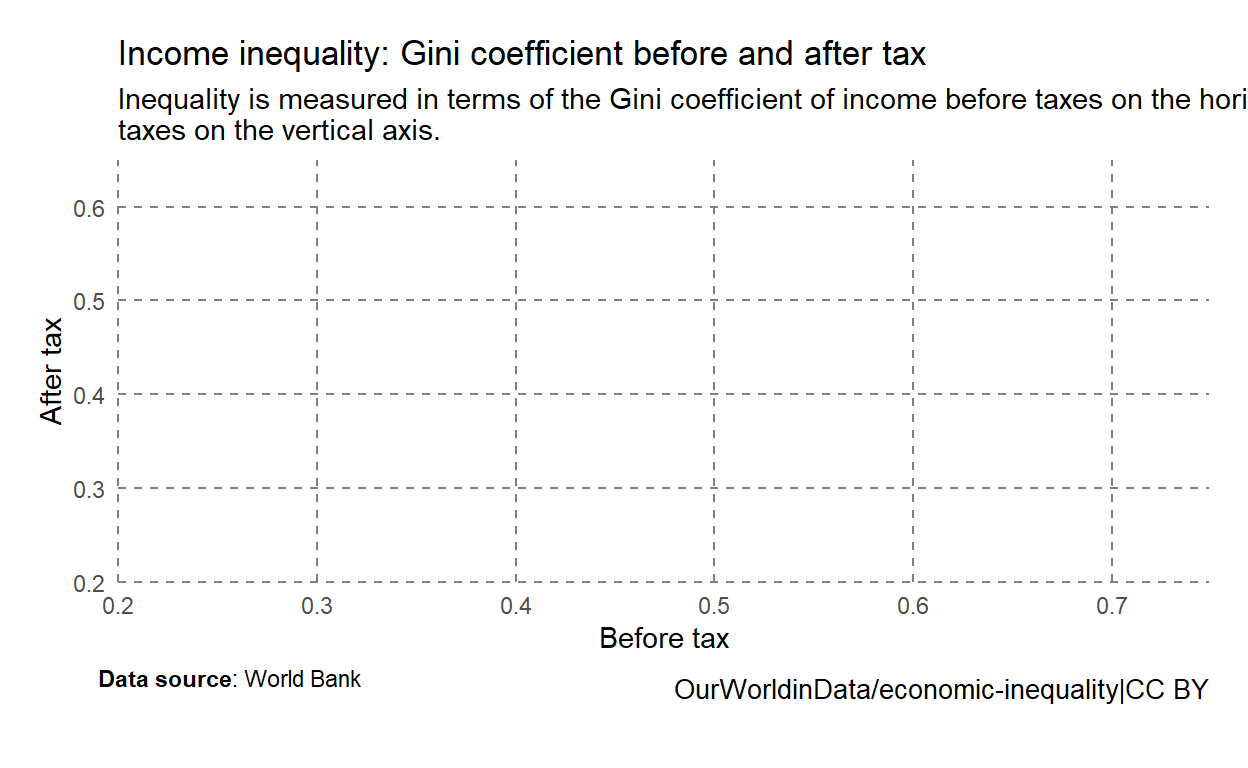 Income inequality: Gini coefficient before and after tax
Inequality is measured in terms of the Gini coefficient of income before taxes on the hori
taxes on the vertical axis.
0.6
0.5
0.4
0.3
0.2
After tax
0.2 0.3 0.4 0.5 0.6 0.7
Before tax
Data source: World Bank
OurWorldinData/economic-inequality|CC BY